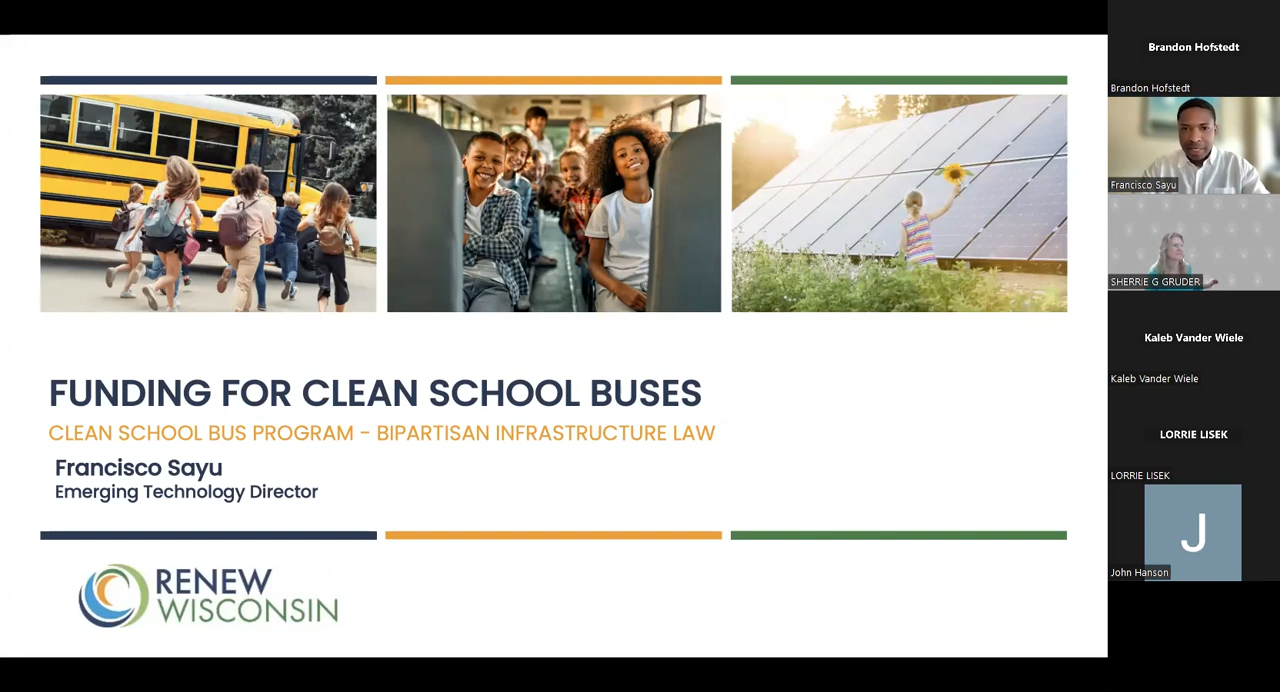 FUNDING FOR CLEAN SCHOOL BUSES
CLEAN SCHOOL BUS PROGRAM - BIPARTISAN INFRASTRUCTURE LAW
Francisco Sayu
Emerging Technology Director
RENEW
WISCONSIN
Brandon Hofstedt
Brandon Hofstedt
Francisco Sayu
SHERRIE G GRUDER
Kaleb Vander Wiele
Kaleb Vander Wiele
LORRIE LISEK
LORRIE LISEK
J
John Hanson